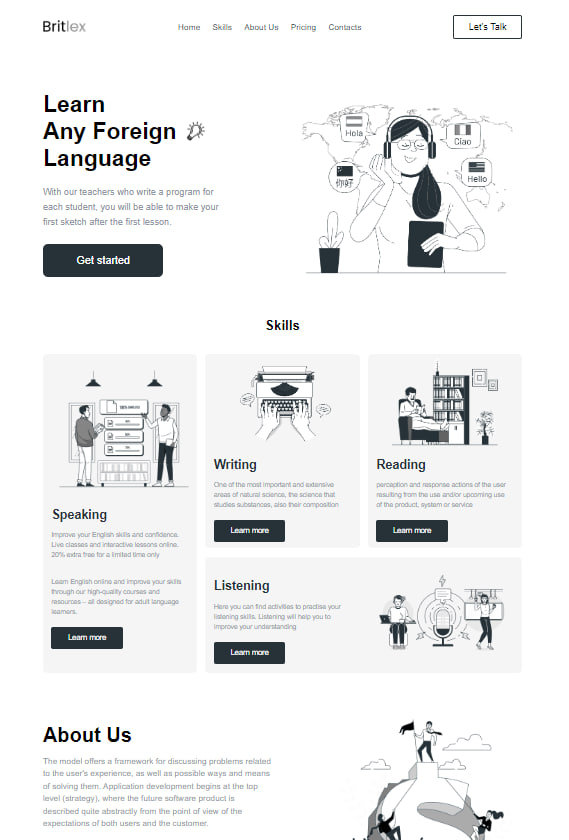 Britlex
Home Skills About Us Pricing Contacts
Let's Talk
Learn
Any Foreign
Language
With our teachers who write a program for
each student, you will be able to make your
first sketch after the first lesson.
Get started
Hola
Ciao
你好
Hello
Skills
Speaking
Improve your English skills and confidence.
Live classes and interactive lessons online.
20% extra free for a limited time only
Learn English online and improve your skills
through our high-quality courses and
resources – all designed for adult language
learners.
Learn more
Writing
One of the most important and extensive
areas of natural science, the science that
studies substances, also their composition
Learn more
Reading
perception and response actions of the user
resulting from the use and/or upcoming use
of the product, system or service
Learn more
Listening
Here you can find activities to practise your
listening skills. Listening will help you to
improve your understanding
Learn more
About Us
The model offers a framework for discussing problems related
to the user's experience, as well as possible ways and means
of solving them. Application development begins at the top
level (strategy), where the future software product is
described quite abstractly from the point of view of the
expectations of both users and the customer.